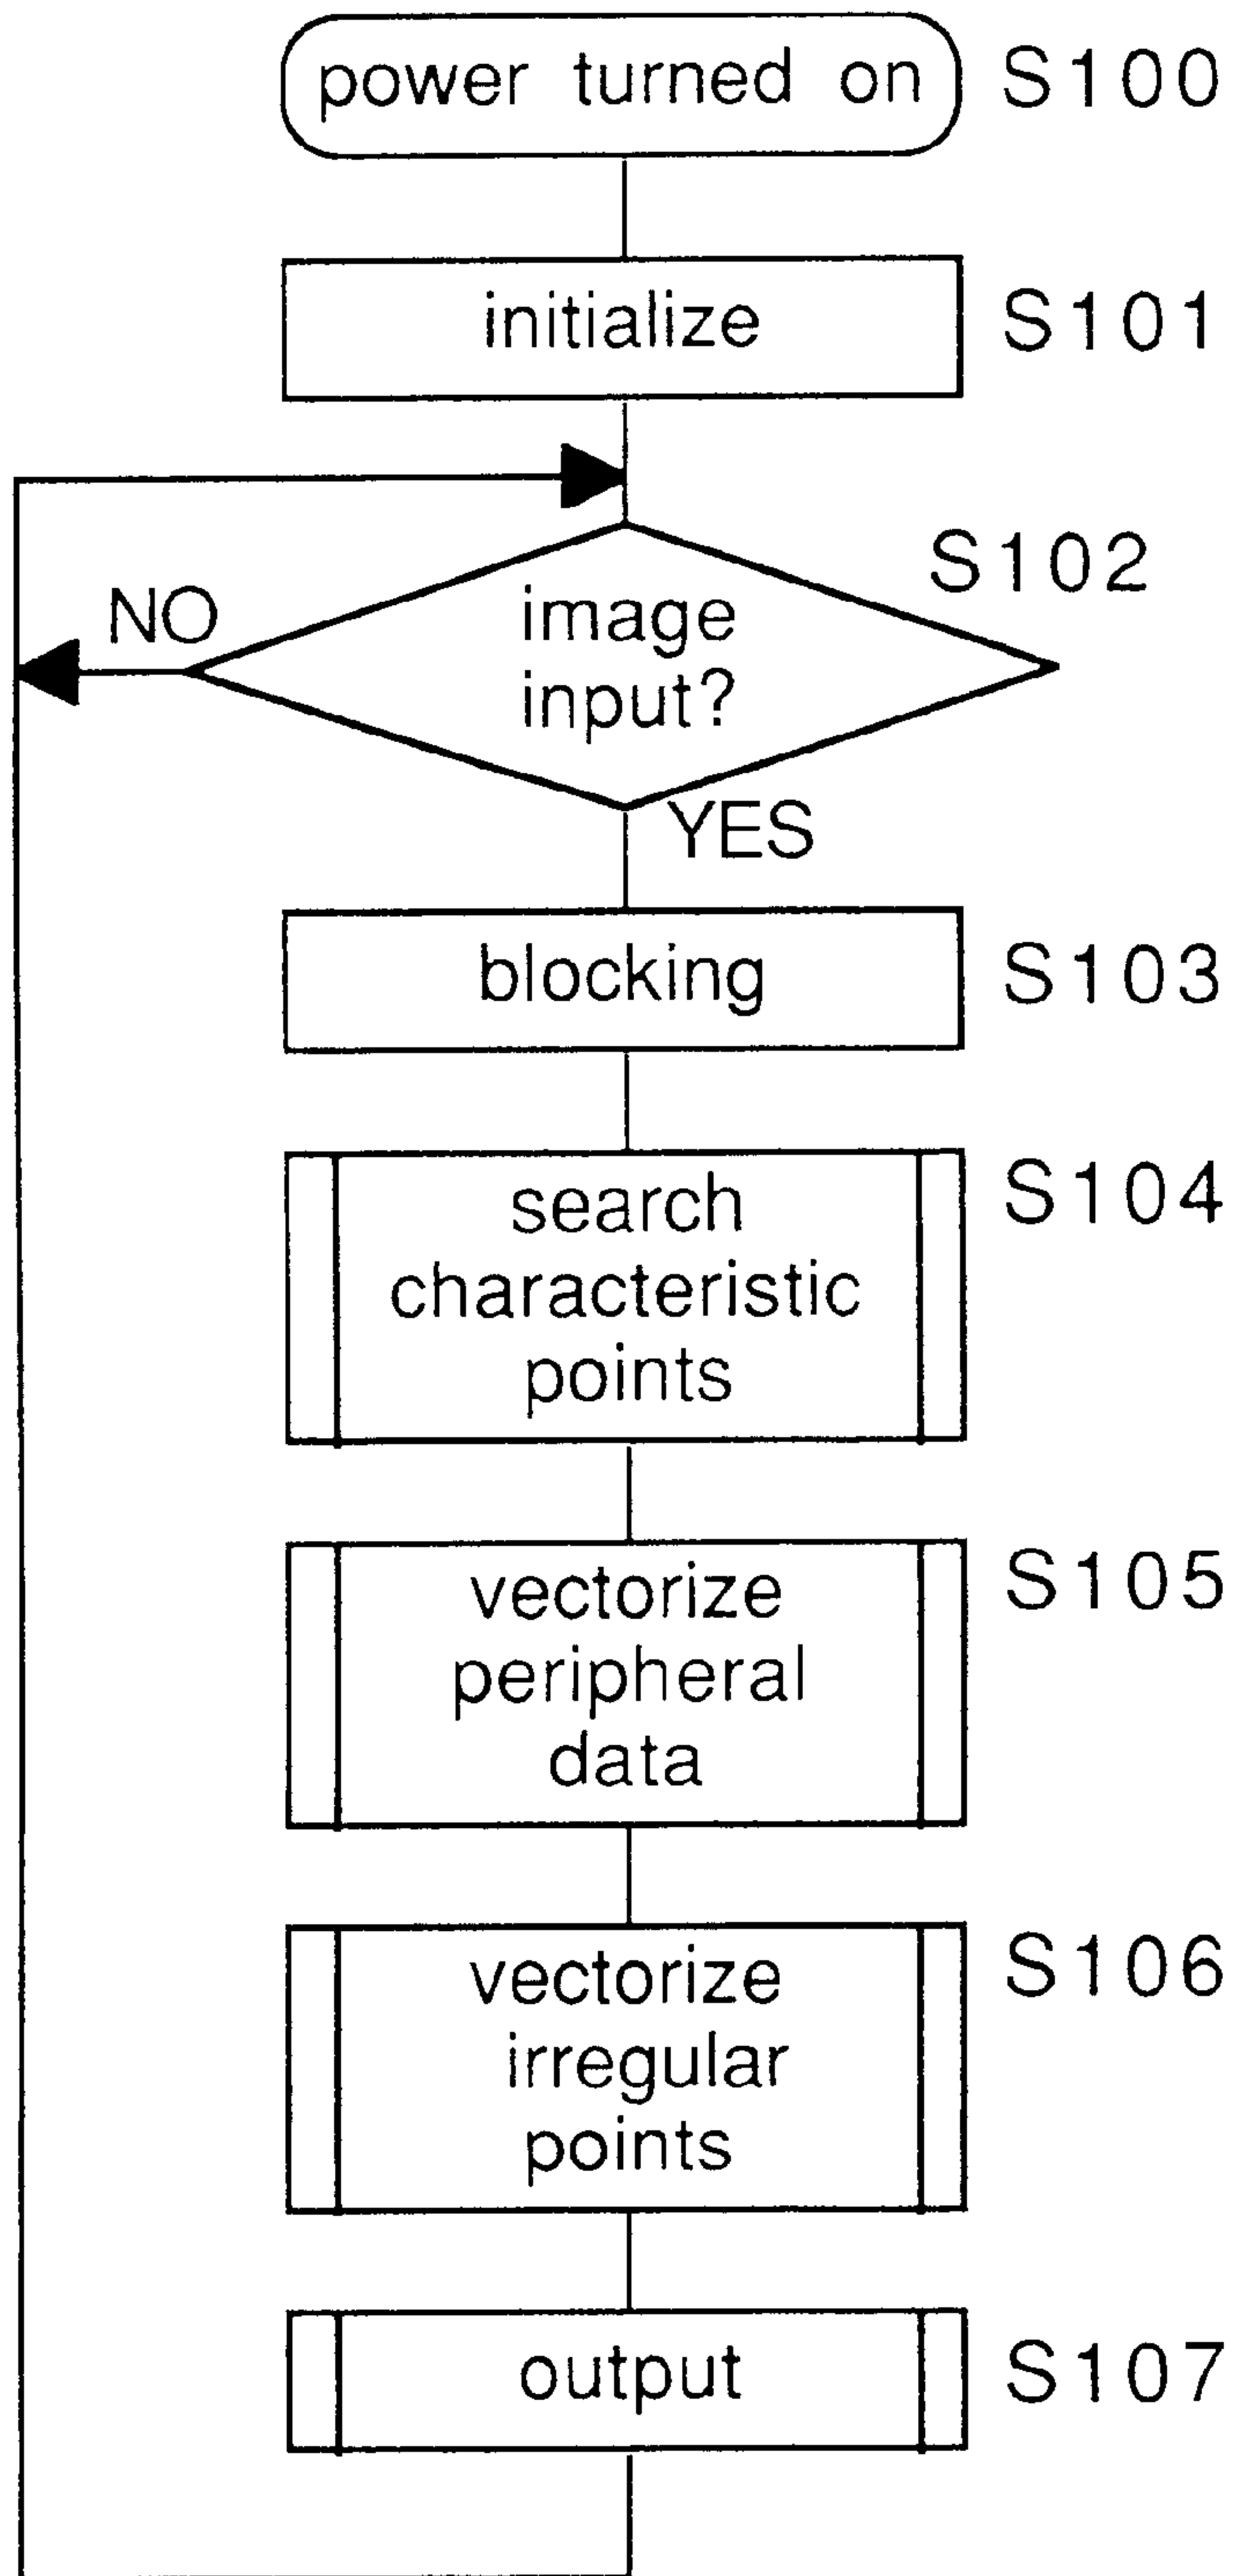 power turned on S100
initialize S101
S102
NO
image
input?
YES
blocking S103
search S104
characteristic
points
vectorize S105
peripheral
data
vectorize S106
irregular
points
output S107